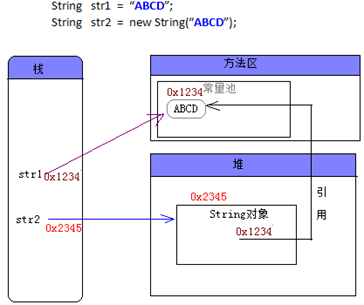 String str1 = “ABCD”;
String str2 = new String(“ABCD”);
栈
方法区
0x1234
常量池
ABCD
堆
str1
0x1234
str2
0x2345
0x2345
String对象
0x1234
引
用